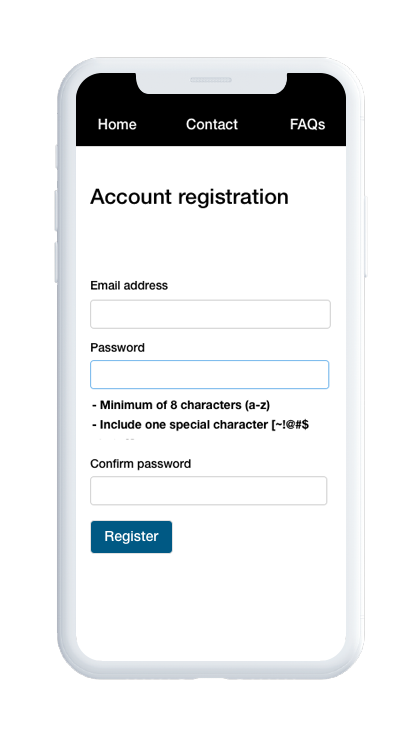 Home Contact FAQs
Account registration
Email address
Password
- Minimum of 8 characters (a-z)
- Include one special character [~!@#$
Confirm password
Register